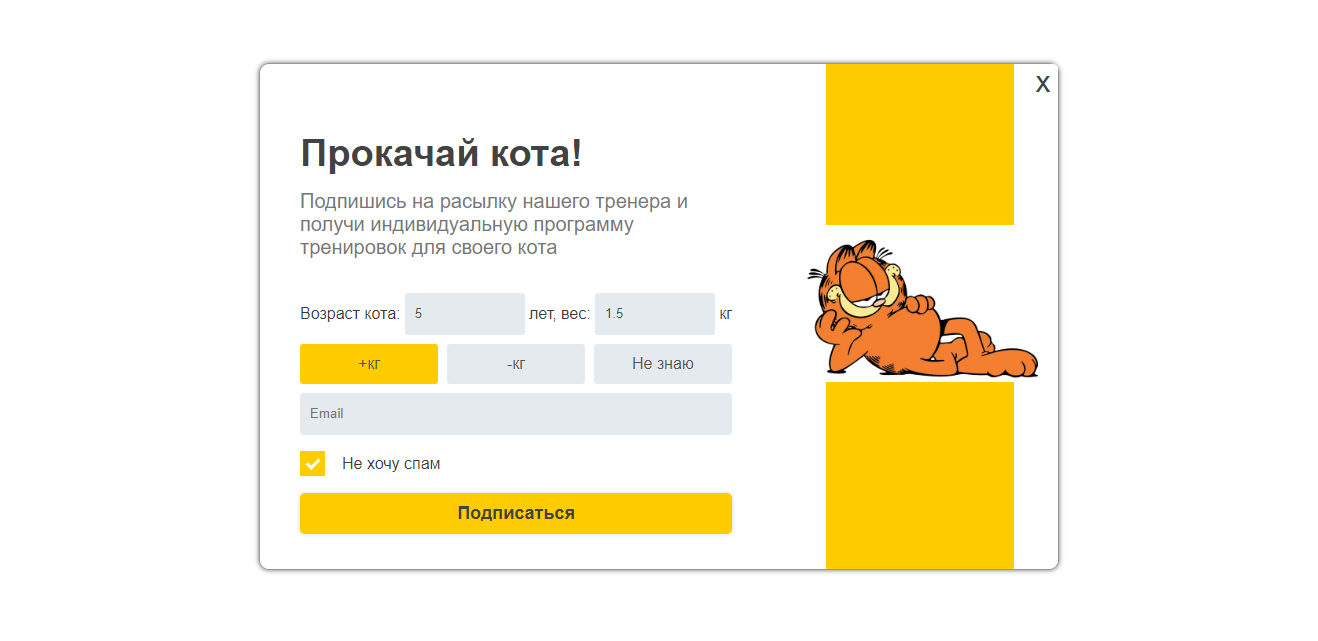 X
Прокачай кота!
Подпишись на расылку нашего тренера и
получи индивидуальную программу
тренировок для своего кота
Возраст кота: 5 лет, вес: 1.5 кг
+кг -кг Не знаю
Email
Не хочу спам
Подписаться